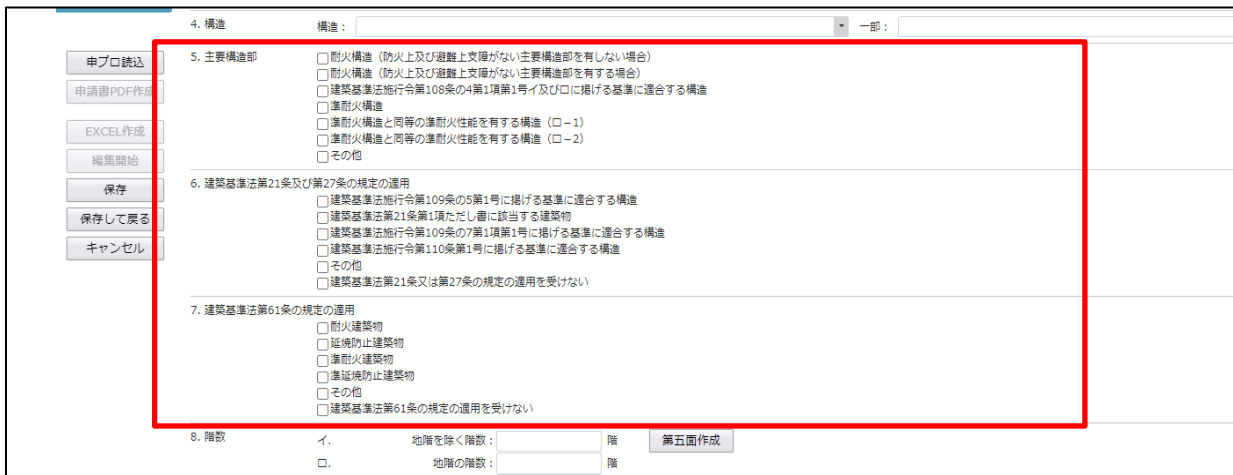 4. 構造 構造： 一部：
申プロ読込
申請書PDF作成
EXCEL作成
編集開始
保存
保存して戻る
キャンセル
5. 主要構造部
耐火構造（防火上及び避難上支障がない主要構造部を有しない場合）
耐火構造（防火上及び避難上支障がない主要構造部を有する場合）
建築基準法施行令第108条の4第1項第1号イ及びロに掲げる基準に適合する構造
準耐火構造
準耐火構造と同等の準耐火性能を有する構造（ロ－1）
準耐火構造と同等の準耐火性能を有する構造（ロ－2）
その他
6. 建築基準法第21条及び第27条の規定の適用
建築基準法施行令第109条の5第1号に掲げる基準に適合する構造
建築基準法第21条第1項ただし書に該当する建築物
建築基準法施行令第109条の7第1項第1号に掲げる基準に適合する構造
建築基準法施行令第110条第1号に掲げる基準に適合する構造
その他
建築基準法第21条又は第27条の規定の適用を受けない
7. 建築基準法第61条の規定の適用
耐火建築物
延焼防止建築物
準耐火建築物
準延焼防止建築物
その他
建築基準法第61条の規定の適用を受けない
8. 階数 イ. 地階を除く階数： 階 第五面作成
ロ. 地階の階数： 階